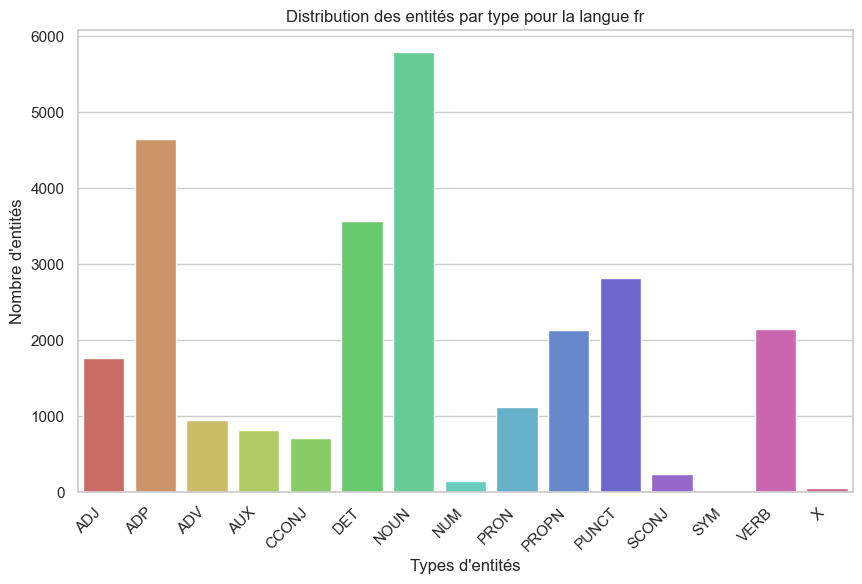 Distribution des entités par type pour la langue fr
Nombre d'entités
6000
5000
4000
3000
2000
1000
0
ADJ
ADP
ADV
AUX
CCONJ
DET
NOUN
NUM
PRON
PROPN
PUNCT
SCONJ
SYM
VERB
X
Types d'entités